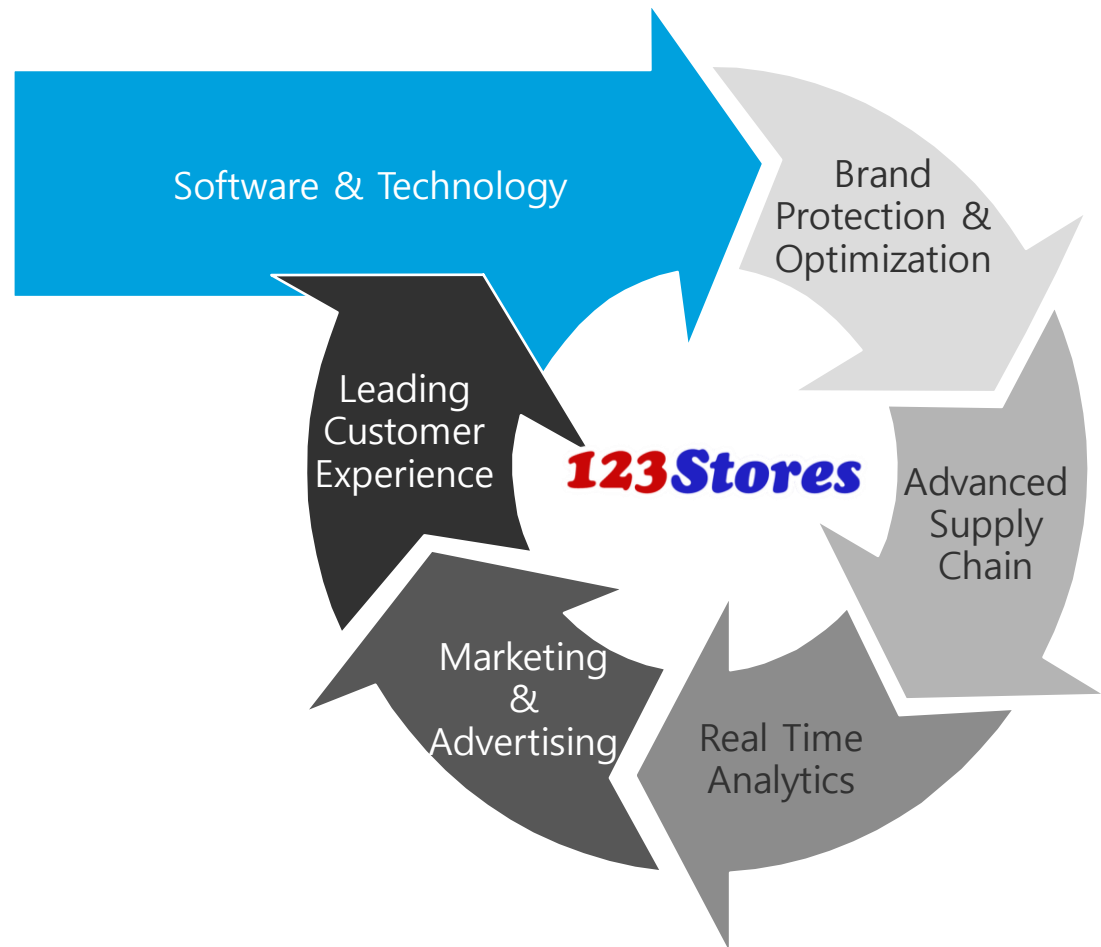 Software & Technology
Brand
Protection &
Optimization
Leading
Customer
Experience
123Stores
Advanced
Supply
Chain
Marketing
&
Advertising
Real Time
Analytics